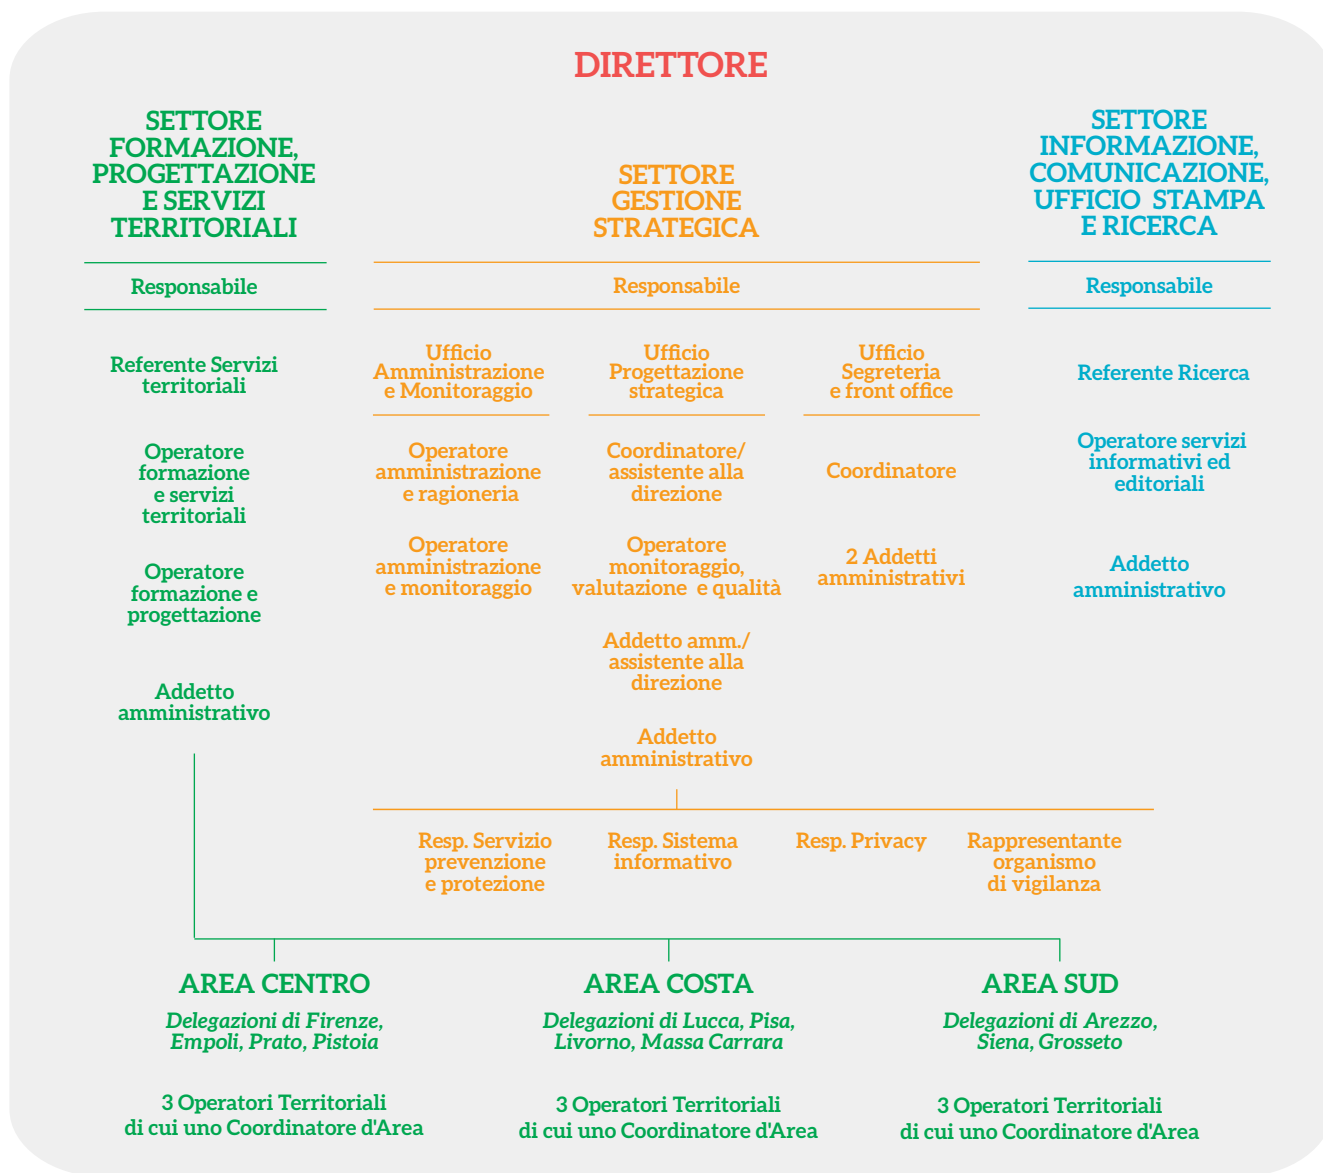 DIRETTORE
SETTORE
FORMAZIONE,
PROGETTAZIONE
E SERVIZI
TERRITORIALI
Responsabile
Referente Servizi
territoriali
Operatore
formazione
e servizi
territoriali
Operatore
formazione e
progettazione
Addetto
amministrativo
SETTORE
GESTIONE
STRATEGICA
Responsabile
Ufficio
Amministrazione
e Monitoraggio
Operatore
amministrazione
e ragioneria
Operatore
amministrazione
e monitoraggio
Ufficio
Progettazione
strategica
Coordinatore/
assistente alla
direzione
Operatore
monitoraggio,
valutazione e qualità
Addetto amm./
assistente alla
direzione
Addetto
amministrativo
Ufficio
Segreteria
e front office
Coordinatore
2 Addetti
amministrativi
Resp. Servizio
prevenzione
e protezione
Resp. Sistema
informativo
Resp. Privacy
Rappresentante
organismo
di vigilanza
SETTORE
INFORMAZIONE,
COMUNICAZIONE,
UFFICIO STAMPA
E RICERCA
Responsabile
Referente Ricerca
Operatore servizi
informativi ed
editoriali
Addetto
amministrativo
AREA CENTRO
Delegazioni di Firenze,
Empoli, Prato, Pistoia
3 Operatori Territoriali
di cui uno Coordinatore d'Area
AREA COSTA
Delegazioni di Lucca, Pisa,
Livorno, Massa Carrara
3 Operatori Territoriali
di cui uno Coordinatore d'Area
AREA SUD
Delegazioni di Arezzo,
Siena, Grosseto
3 Operatori Territoriali
di cui uno Coordinatore d'Area